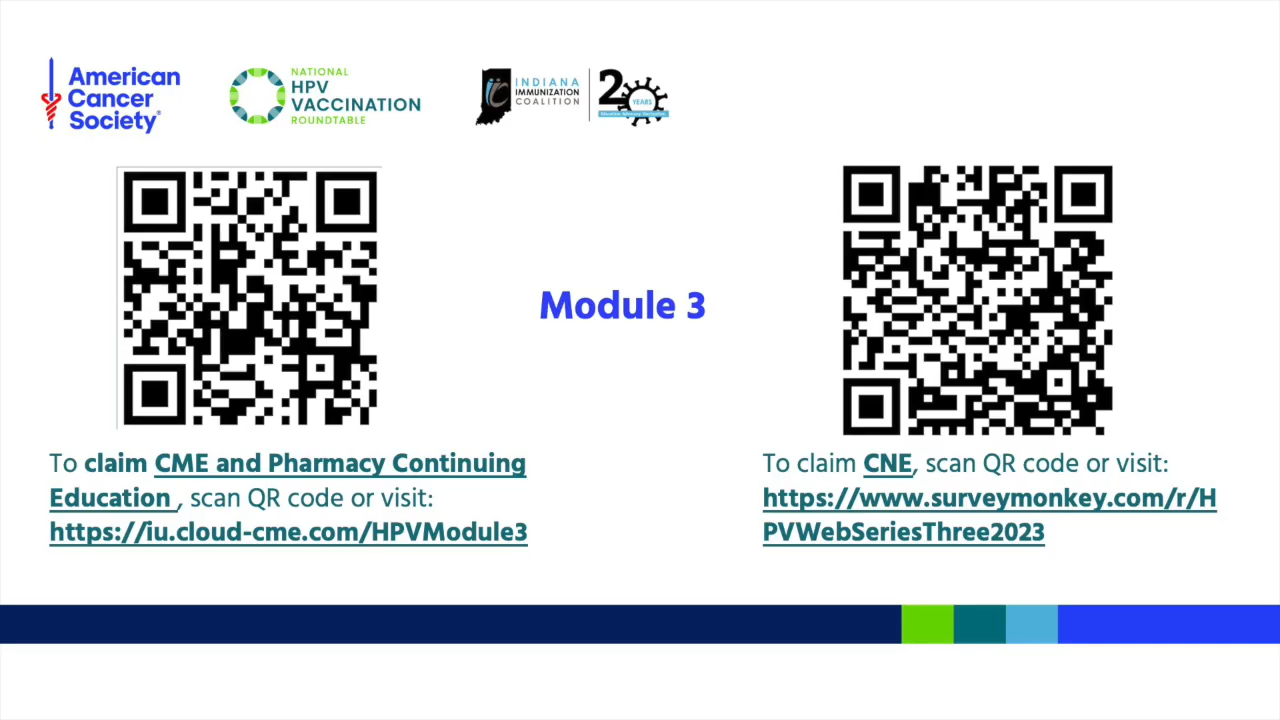 American
Cancer
Society®
NATIONAL
HPV
VACCINATION
ROUNDTABLE
INDIANA
IMMUNIZATION
COALITION
20
YEARS
Module 3
To claim CME and Pharmacy Continuing
Education , scan QR code or visit:
https://iu.cloud-cme.com/HPVModule3
To claim CNE, scan QR code or visit:
https://www.surveymonkey.com/r/H
PVWebSeriesThree2023